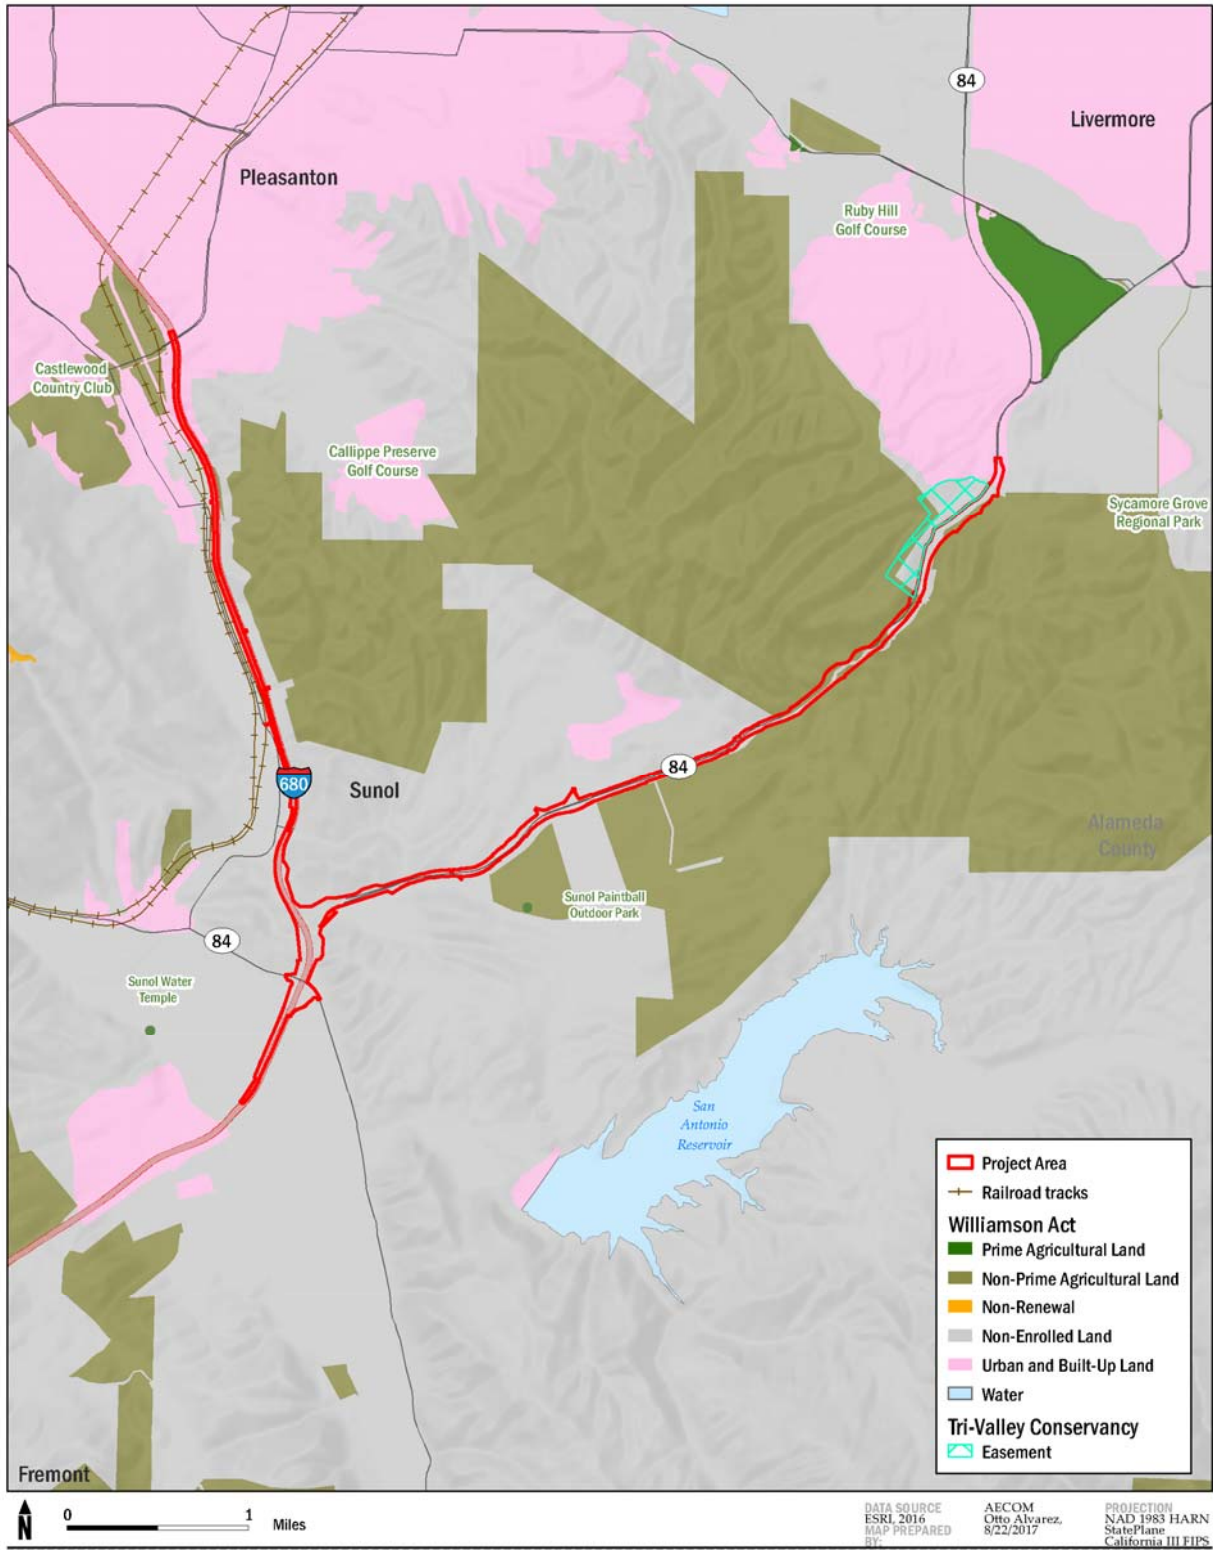 84
Livermore
Pleasanton
Ruby Hill
Golf Course
Castlewood
Country Club
Callippe Preserve
Golf Course
Sycamore Grove
Regional Park
84
680
Sunol
Alameda
County
Sunol Paintball
Outdoor Park
84
Sunol Water
Temple
San
Antonio
Reservoir
Project Area
Railroad tracks
Williamson Act
Prime Agricultural Land
Non-Prime Agricultural Land
Non-Renewal
Non-Enrolled Land
Urban and Built-Up Land
Water
Tri-Valley Conservancy
Easement
Fremont
N
0 1
Miles
DATA SOURCE
ESRI, 2016
MAP PREPARED
BY:
AECOM
Otto Alvarez,
8/22/2017
PROJECTION
NAD 1983 HARN
StatePlane
California III FIPS